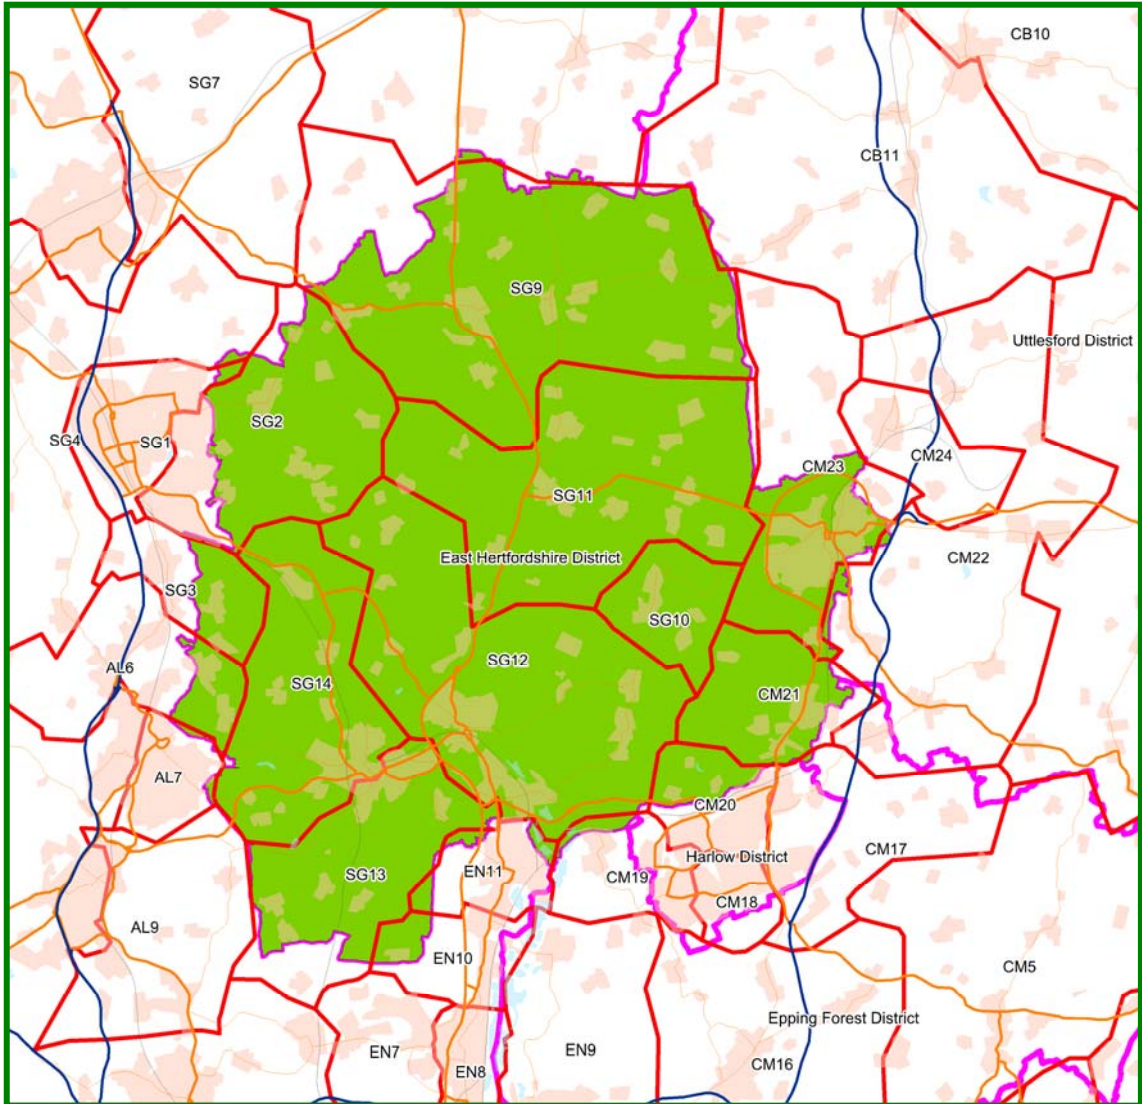 CB10
SG7
CB11
SG9
Uttlesford District
SG2
SG4
SG1
CM24
CM23
SG11
East Hertfordshire District
CM22
SG3
SG10
SG12
AL6
SG14
CM21
AL7
CM20
CM17
Harlow District
EN11
SG13
CM19
CM18
AL9
EN10
CM5
Epping Forest District
EN7
EN9
CM16
EN8